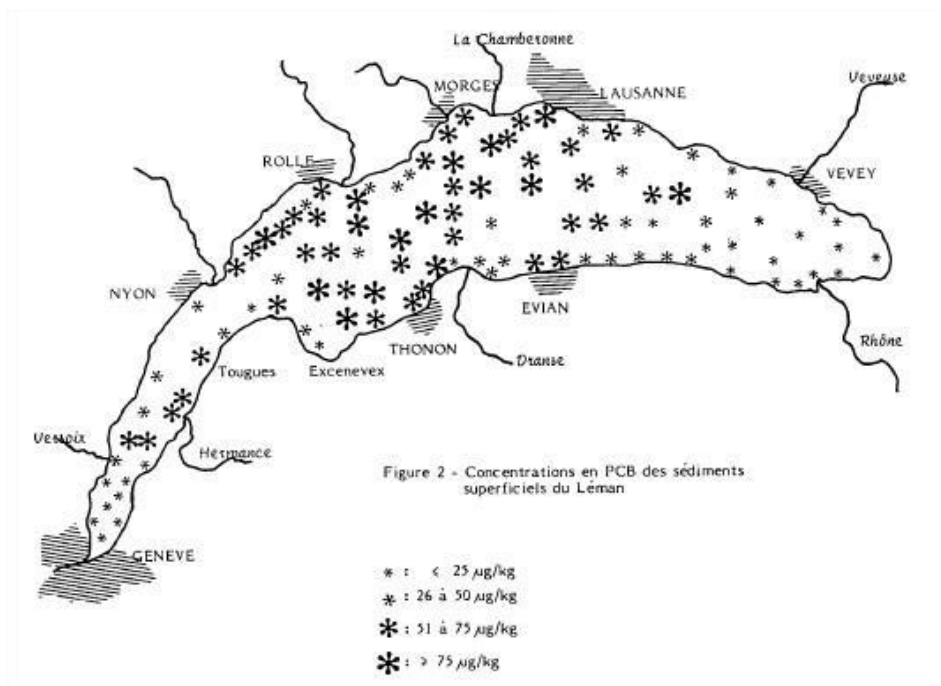 La Chamberonne
MORGES
LAUSANNE
Veveuse
ROLLE
VEVEY
NYON
EVIAN
THONON
Dranse
Rhône
Tougues
Excenevex
Versoix
Hermance
GENEVE
Figure 2 - Concentrations en PCB des sédiments
superficiels du Léman
* : < 25 µg/kg
* : 26 à 50 µg/kg
* : 51 à 75 µg/kg
* : > 75 µg/kg